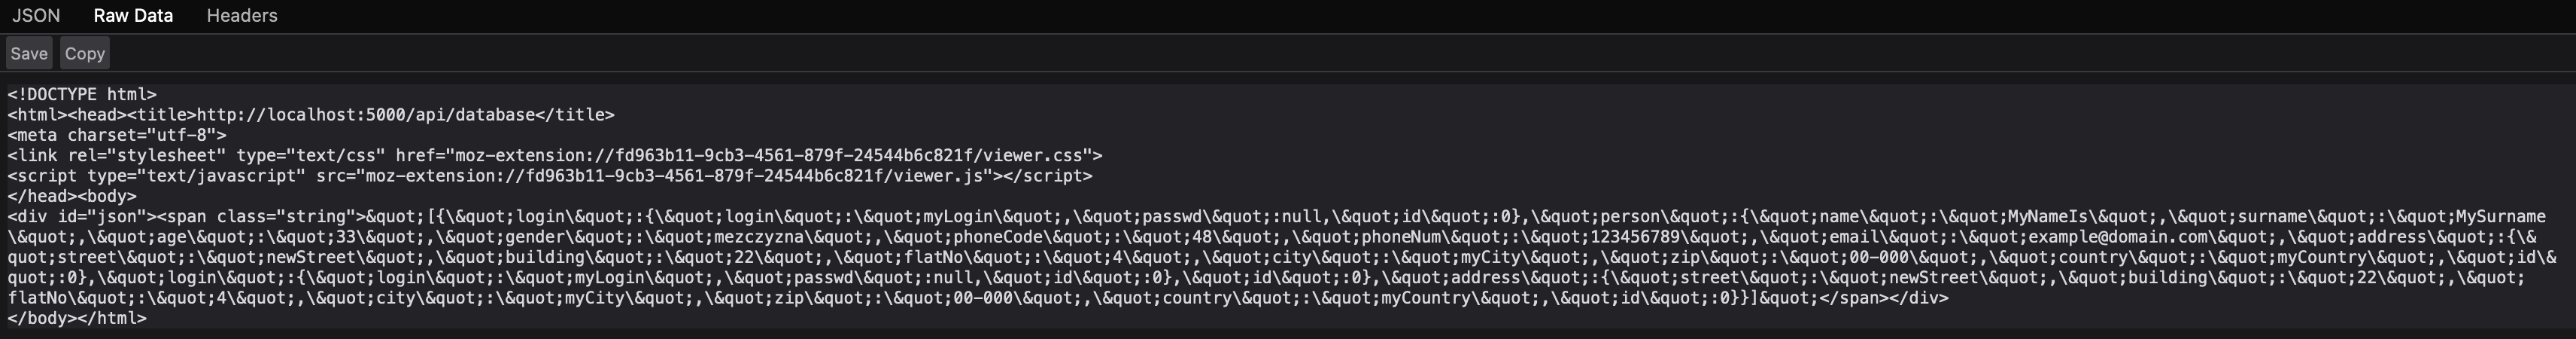 JSON Raw Data Headers
Save Copy
<!DOCTYPE html>
<html><head><title>http://localhost:5000/api/database</title>
<meta charset="utf-8">
<link rel="stylesheet" type="text/css" href="moz-extension://fd963b11-9cb3-4561-879f-24544b6c821f/viewer.css">
<script type="text/javascript" src="moz-extension://fd963b11-9cb3-4561-879f-24544b6c821f/viewer.js"></script>
</head><body>
<div id="json"><span class="string">&quot;[{\&quot;login\&quot;:{\&quot;login\&quot;:\&quot;myLogin\&quot;,\&quot;passwd\&quot;:null,\&quot;id\&quot;:0},\&quot;person\&quot;:{\&quot;name\&quot;:\&quot;MyNameIs\&quot;,\&quot;surname\&quot;:\&quot;MySurname
\&quot;,\&quot;age\&quot;:\&quot;33\&quot;,\&quot;gender\&quot;:\&quot;mezczyzna\&quot;,\&quot;phoneCode\&quot;:\&quot;48\&quot;,\&quot;phoneNum\&quot;:\&quot;123456789\&quot;,\&quot;email\&quot;:\&quot;example@domain.com\&quot;,\&quot;address\&quot;:{\&
quot;street\&quot;:\&quot;newStreet\&quot;,\&quot;building\&quot;:\&quot;22\&quot;,\&quot;flatNo\&quot;:\&quot;4\&quot;,\&quot;city\&quot;:\&quot;myCity\&quot;,\&quot;zip\&quot;:\&quot;00-000\&quot;,\&quot;country\&quot;:\&quot;myCountry\&quot;,\&quot;id\&
quot;:0},\&quot;login\&quot;:{\&quot;login\&quot;:\&quot;myLogin\&quot;,\&quot;passwd\&quot;:null,\&quot;id\&quot;:0},\&quot;id\&quot;:0},\&quot;address\&quot;:{\&quot;street\&quot;:\&quot;newStreet\&quot;,\&quot;building\&quot;:\&quot;22\&quot;,\&quot;
flatNo\&quot;:\&quot;4\&quot;,\&quot;city\&quot;:\&quot;myCity\&quot;,\&quot;zip\&quot;:\&quot;00-000\&quot;,\&quot;country\&quot;:\&quot;myCountry\&quot;,\&quot;id\&quot;:0}}]&quot;</span></div>
</body></html>